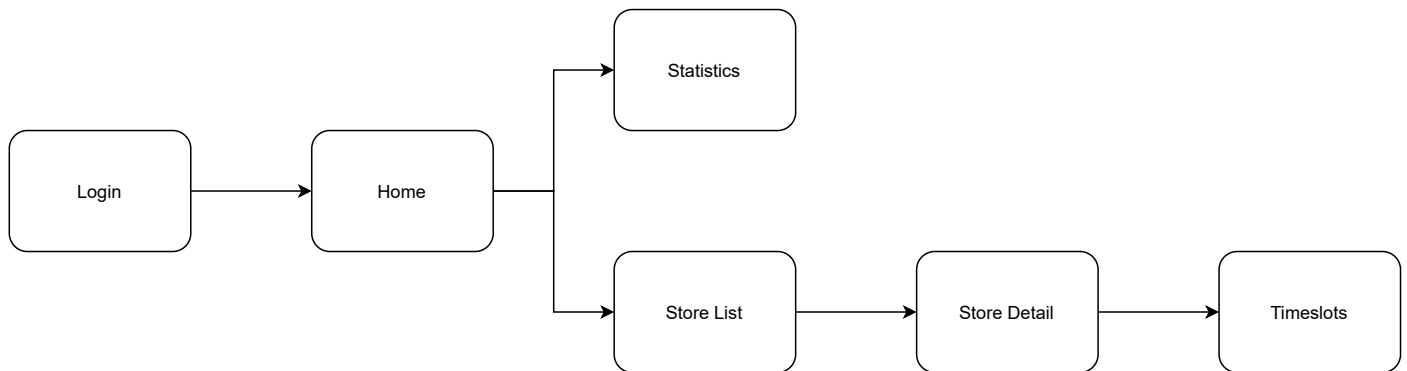 Statistics
Login
Home
Store List
Store Detail
Timeslots